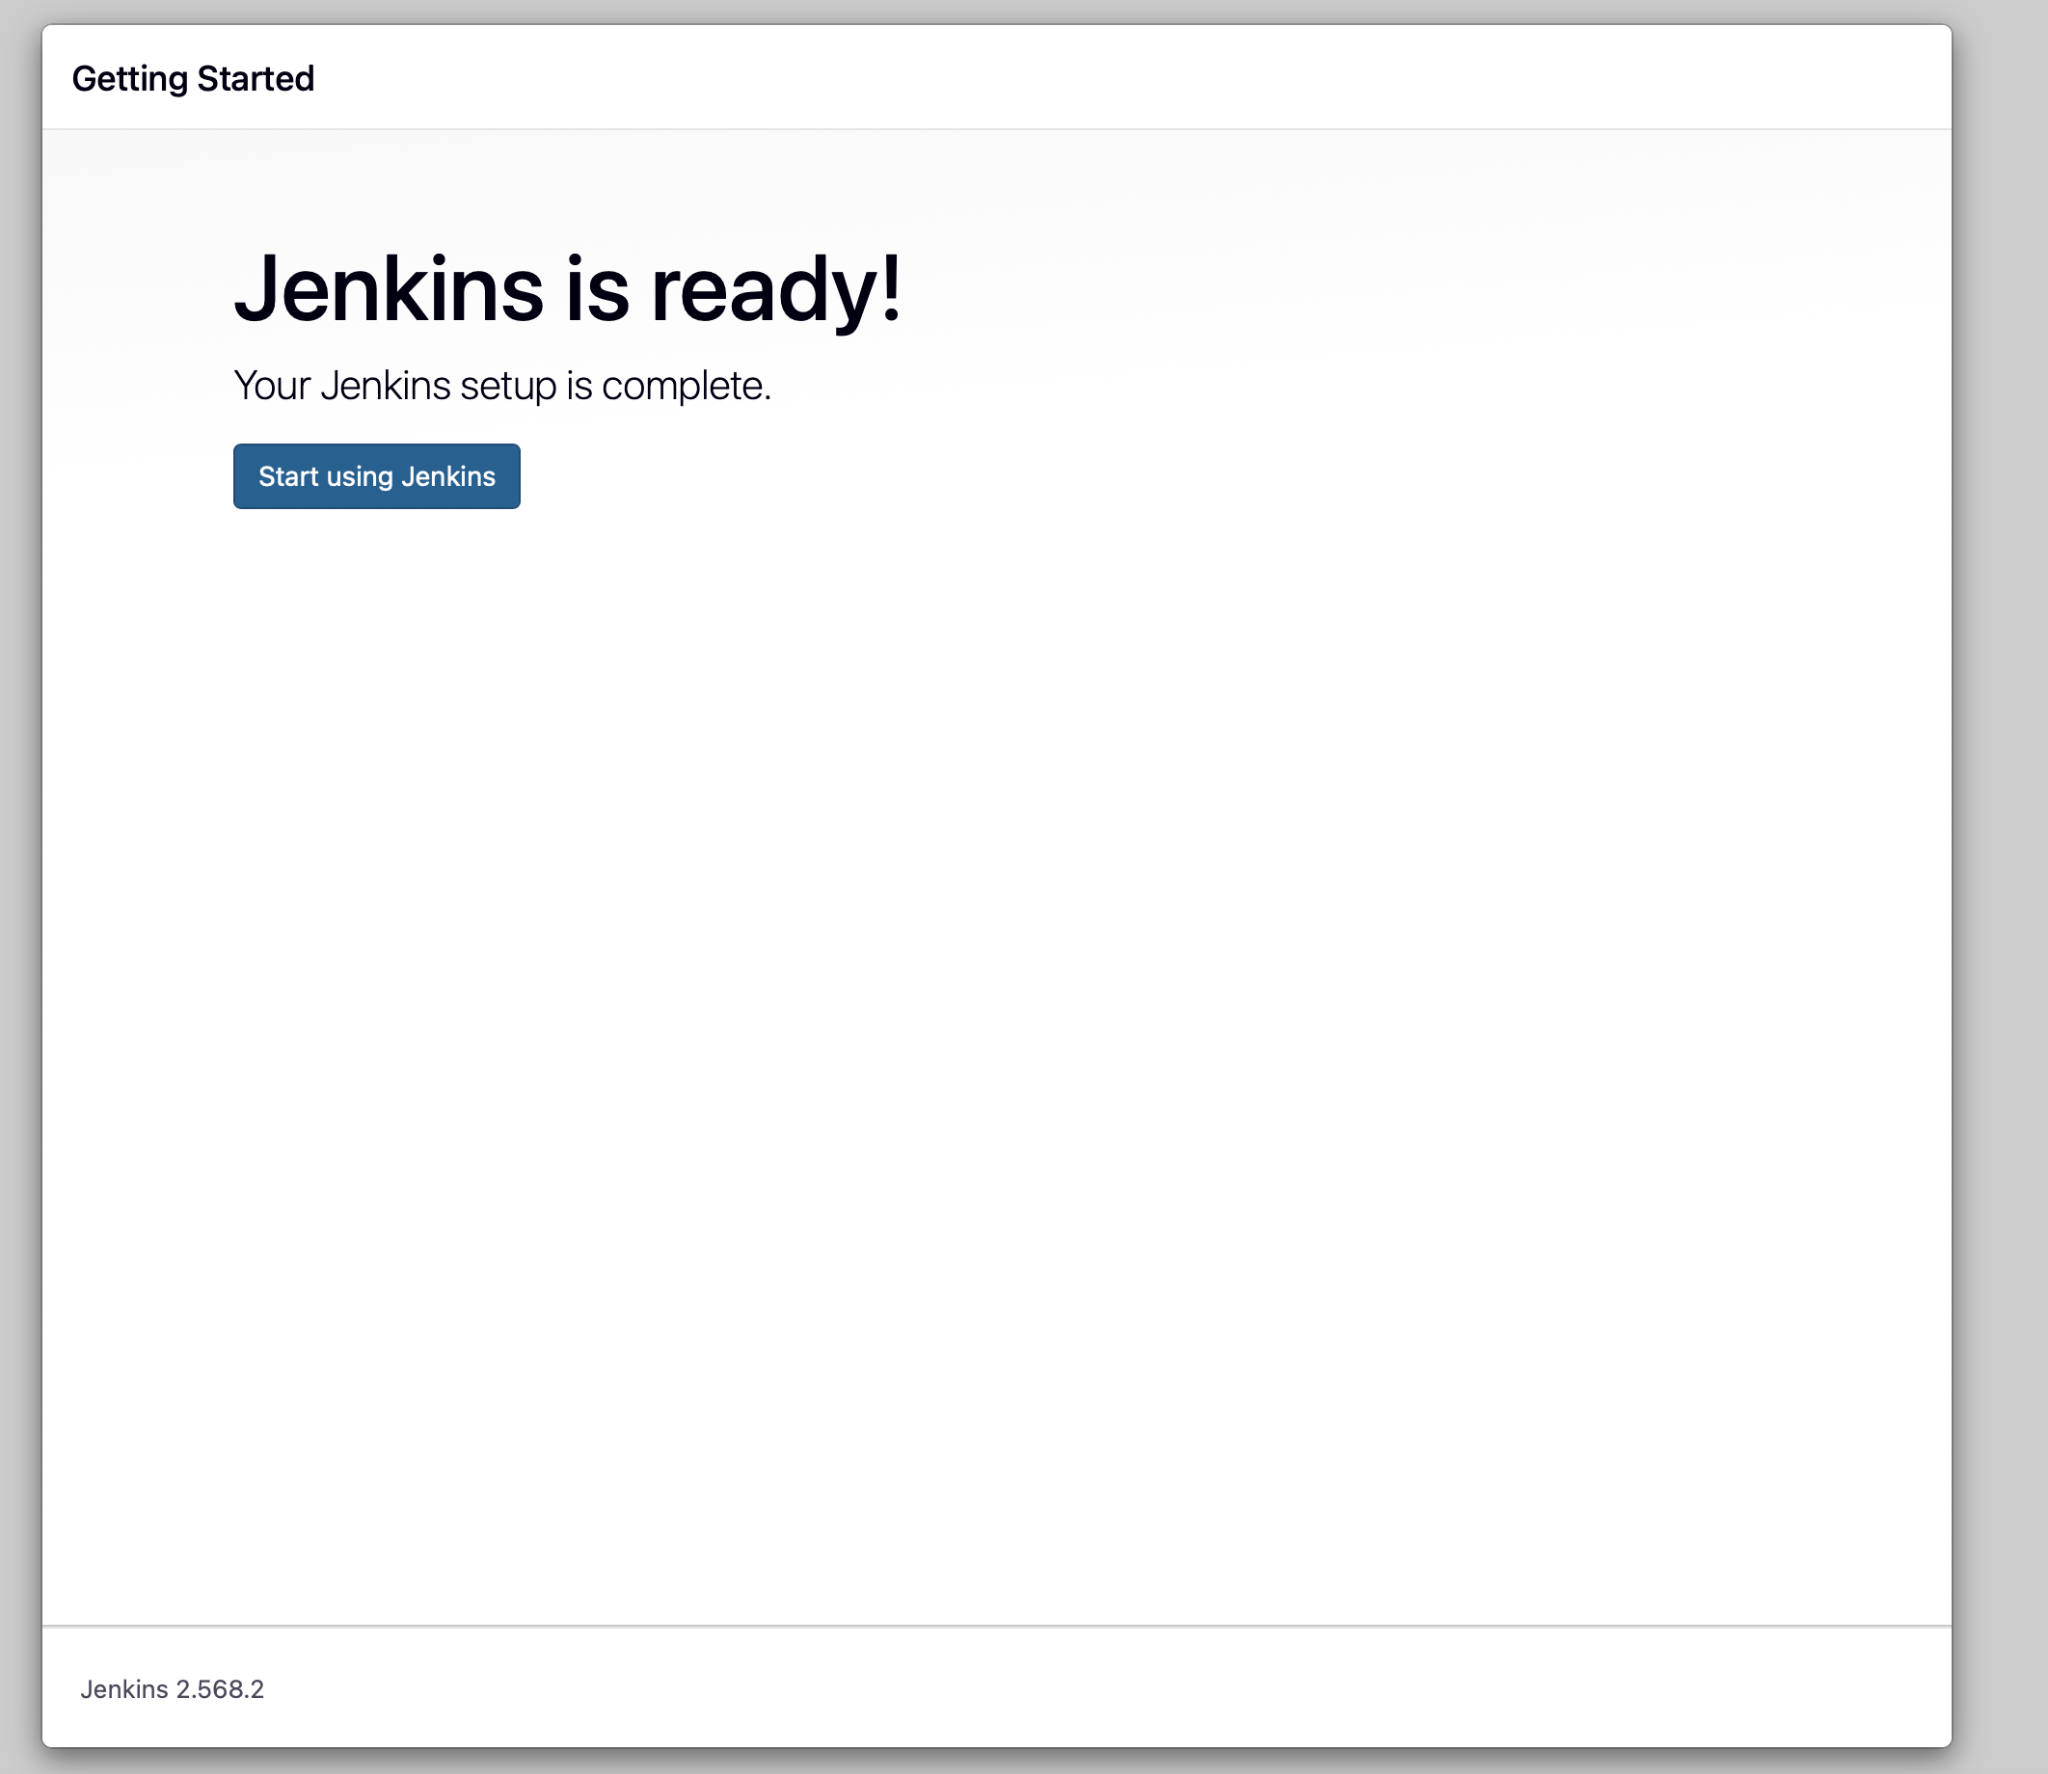 Getting Started
Jenkins is ready!
Your Jenkins setup is complete.
Start using Jenkins
Jenkins 2.568.2